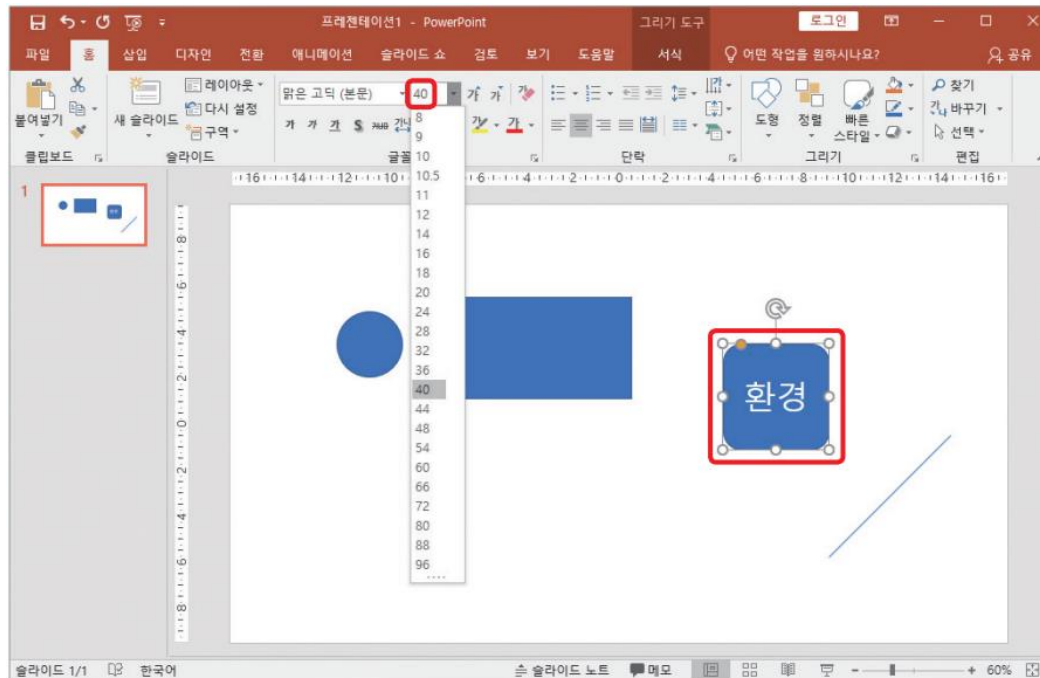 프레젠테이션1 - PowerPoint
그리기 도구
로그인
파일 홈 삽입 디자인 전환 애니메이션 슬라이드 쇼 검토 보기 도움말 서식 어떤 작업을 원하시나요? 공유
붙여넣기
클립보드
새 슬라이드
레이아웃
다시 설정
구역
슬라이드
맑은 고딕 (본문) 40
가 가 가 S abc 간
글꼴
단락
도형
정렬
빠른 스타일
그리기
찾기
바꾸기
선택
편집
8
9
10
10.5
11
12
14
16
18
20
24
28
32
36
40
44
48
54
60
66
72
80
88
96
1
환경
슬라이드 1/1 한국어 슬라이드 노트 메모 60%